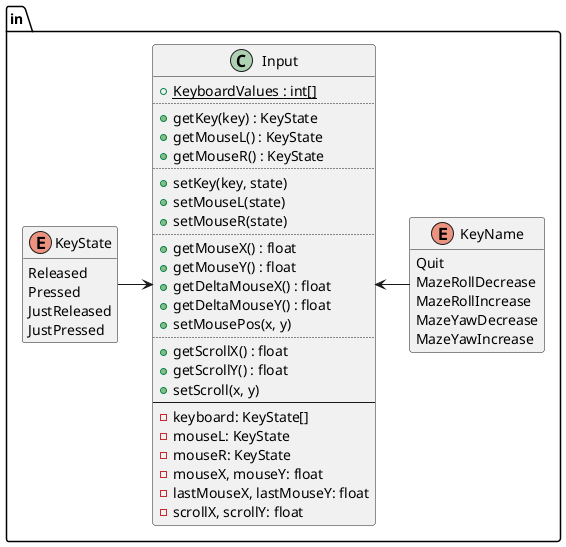 in
C Input
KeyboardValues : int[]
getKey(key) : KeyState
getMouseL() : KeyState
getMouseR() : KeyState
setKey(key, state)
setMouseL(state)
setMouseR(state)
getMouseX() : float
getMouseY() : float
getDeltaMouseX() : float
getDeltaMouseY() : float
setMousePos(x, y)
getScrollX() : float
getScrollY() : float
setScroll(x, y)
keyboard: KeyState[]
mouseL: KeyState
mouseR: KeyState
mouseX, mouseY: float
lastMouseX, lastMouseY: float
scrollX, scrollY: float
E KeyState
Released
Pressed
JustReleased
JustPressed
E KeyName
Quit
MazeRollDecrease
MazeRollIncrease
MazeYawDecrease
MazeYawIncrease